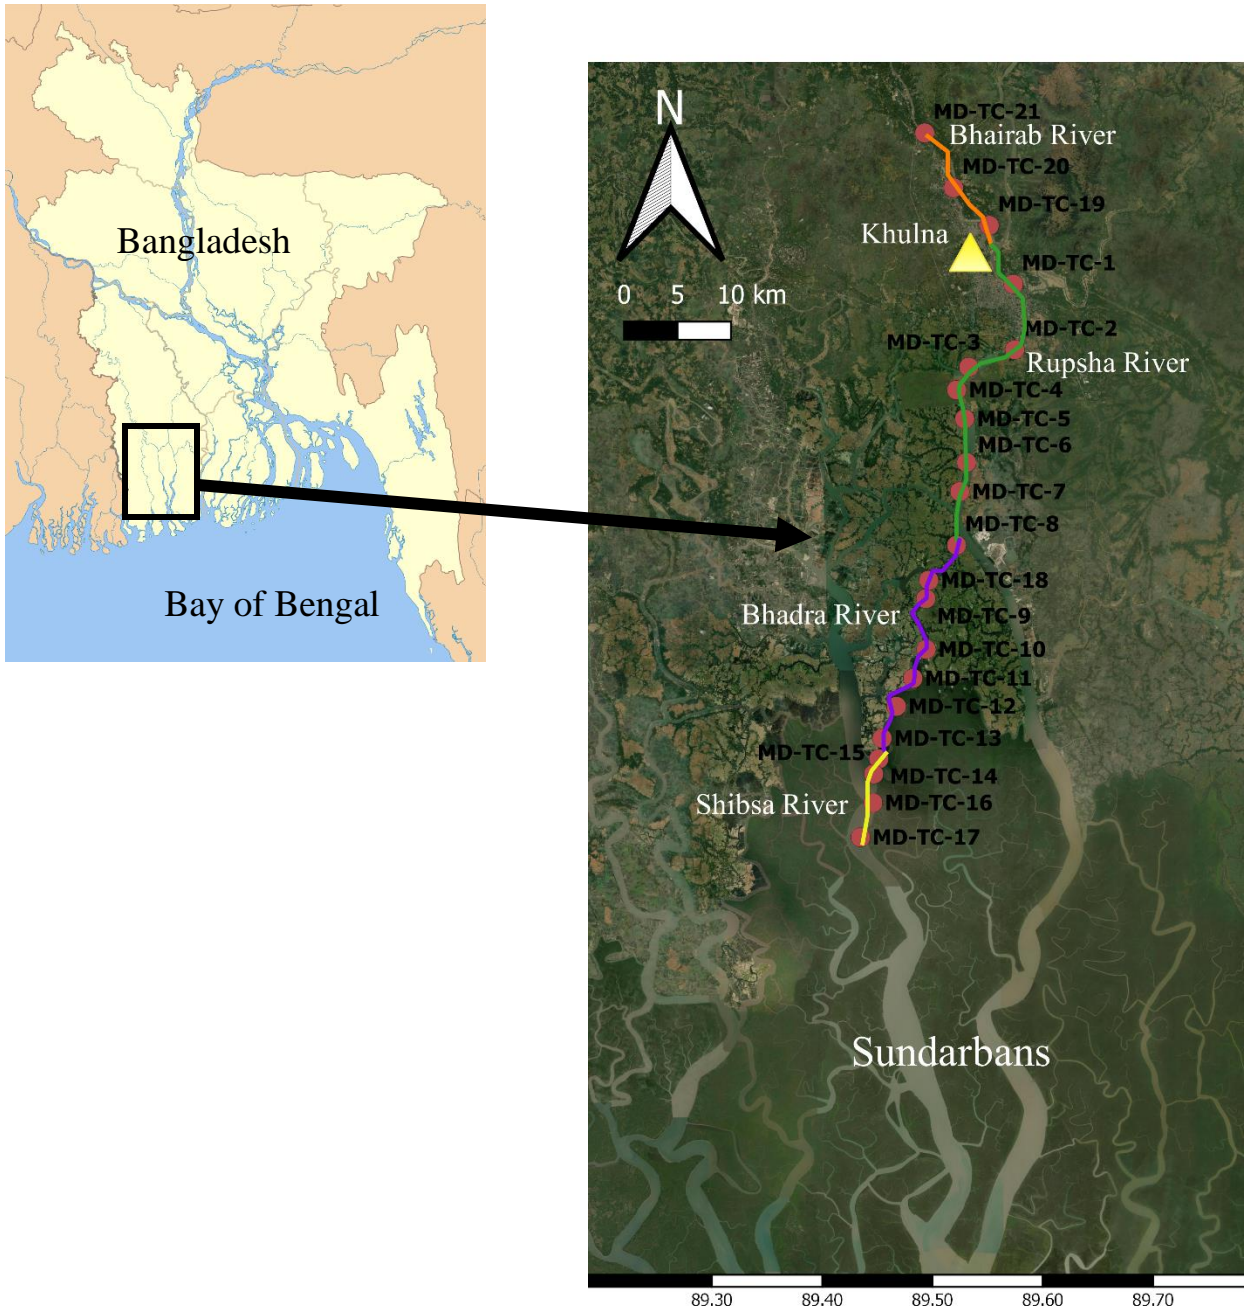 Bangladesh
Bay of Bengal
N
0 5 10 km
MD-TC-21
Bhairab River
MD-TC-20
MD-TC-19
Khulna
MD-TC-1
MD-TC-2
MD-TC-3
Rupsha River
MD-TC-4
MD-TC-5
MD-TC-6
MD-TC-7
MD-TC-8
MD-TC-18
Bhadra River
MD-TC-9
MD-TC-10
MD-TC-11
MD-TC-12
MD-TC-13
MD-TC-15
MD-TC-14
Shibsa River
MD-TC-16
MD-TC-17
Sundarbans
89.30 89.40 89.50 89.60 89.70